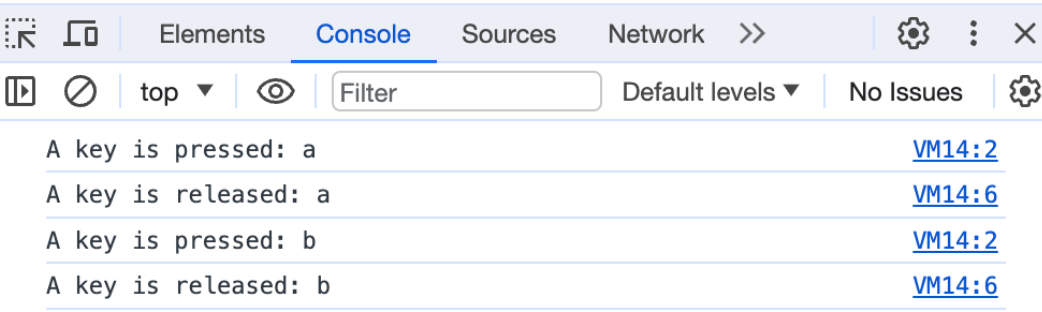 Elements Console Sources Network
top Filter Default levels No Issues
A key is pressed: a VM14:2
A key is released: a VM14:6
A key is pressed: b VM14:2
A key is released: b VM14:6